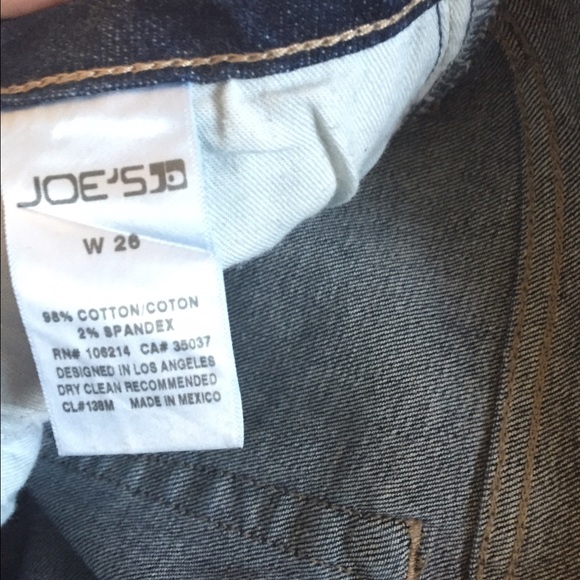 JOE'S JD
W 26
98% COTTON/COTON
2% SPANDEX
RN# 106214 CA# 35037
DESIGNED IN LOS ANGELES
DRY CLEAN RECOMMENDED
CL#138M MADE IN MEXICO